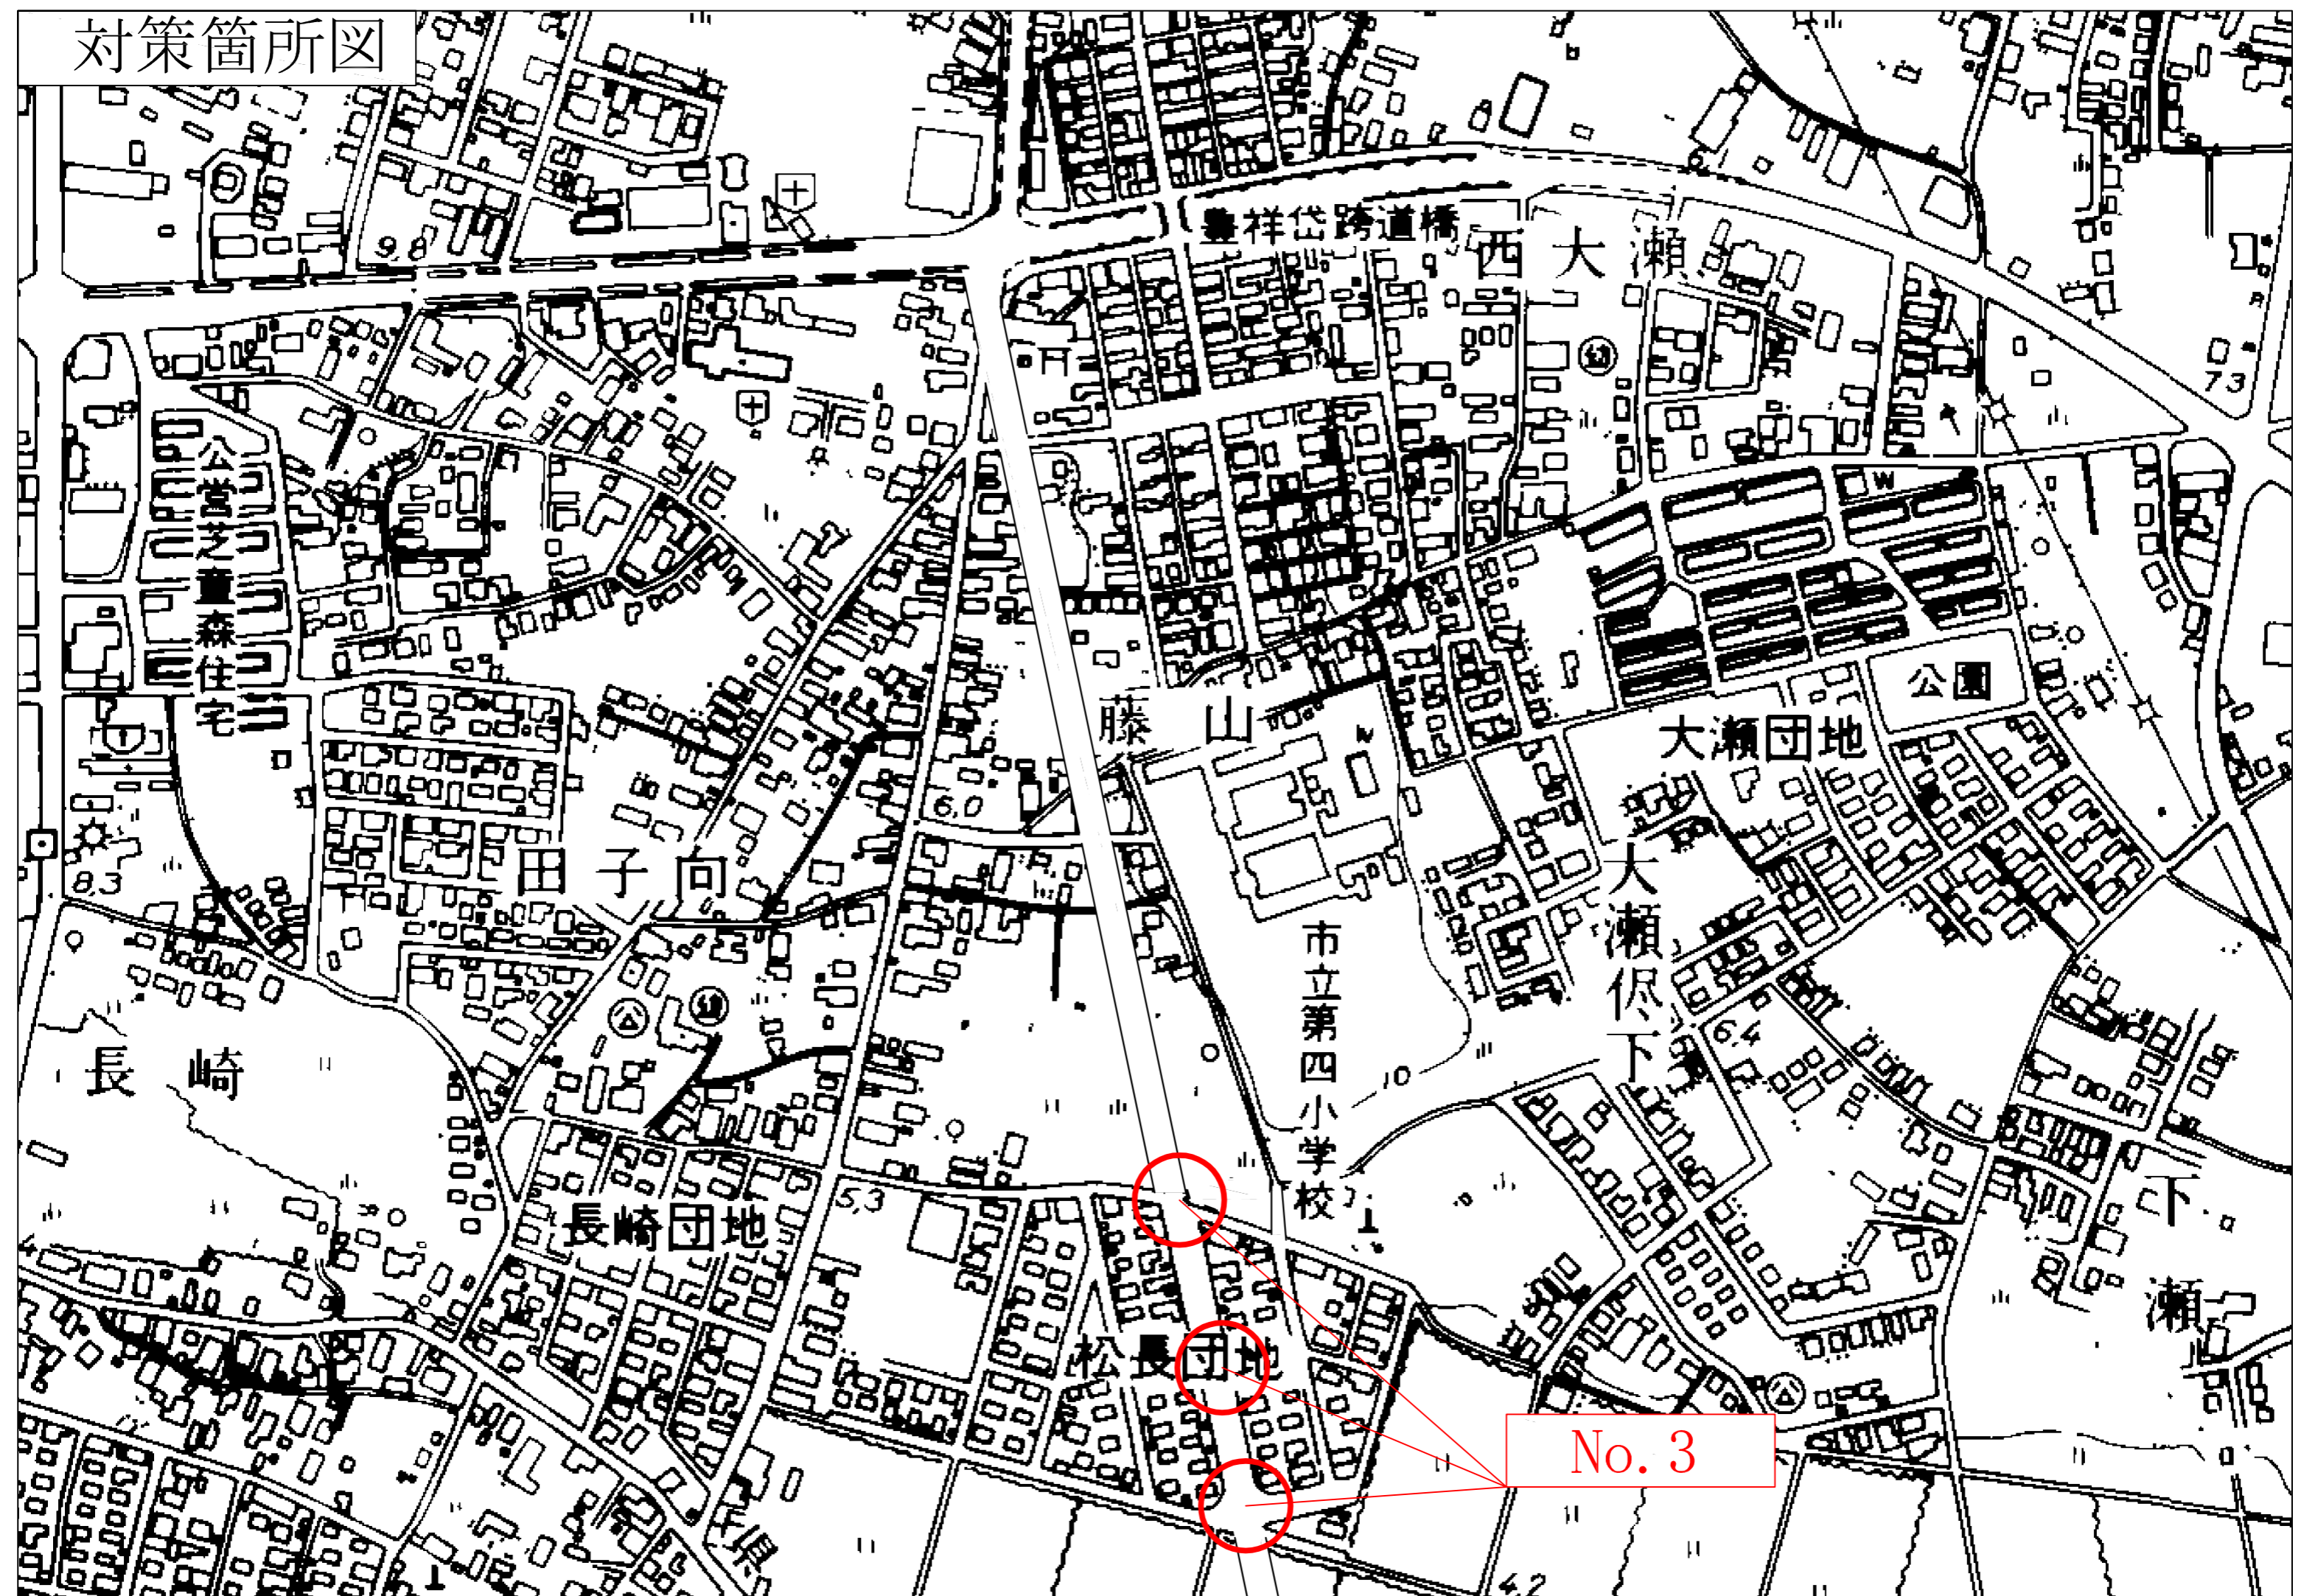 対策箇所図
豊祥岱跨道橋
西大瀬
9.8
73
公営芝童森住宅
W
公園
藤山
大瀬団地
6.0
田子向
8.3
大瀬侭下
市立第四小学校
6.4
長崎
10
下瀬
5.3
長崎団地
松長団地
No. 3
4.2